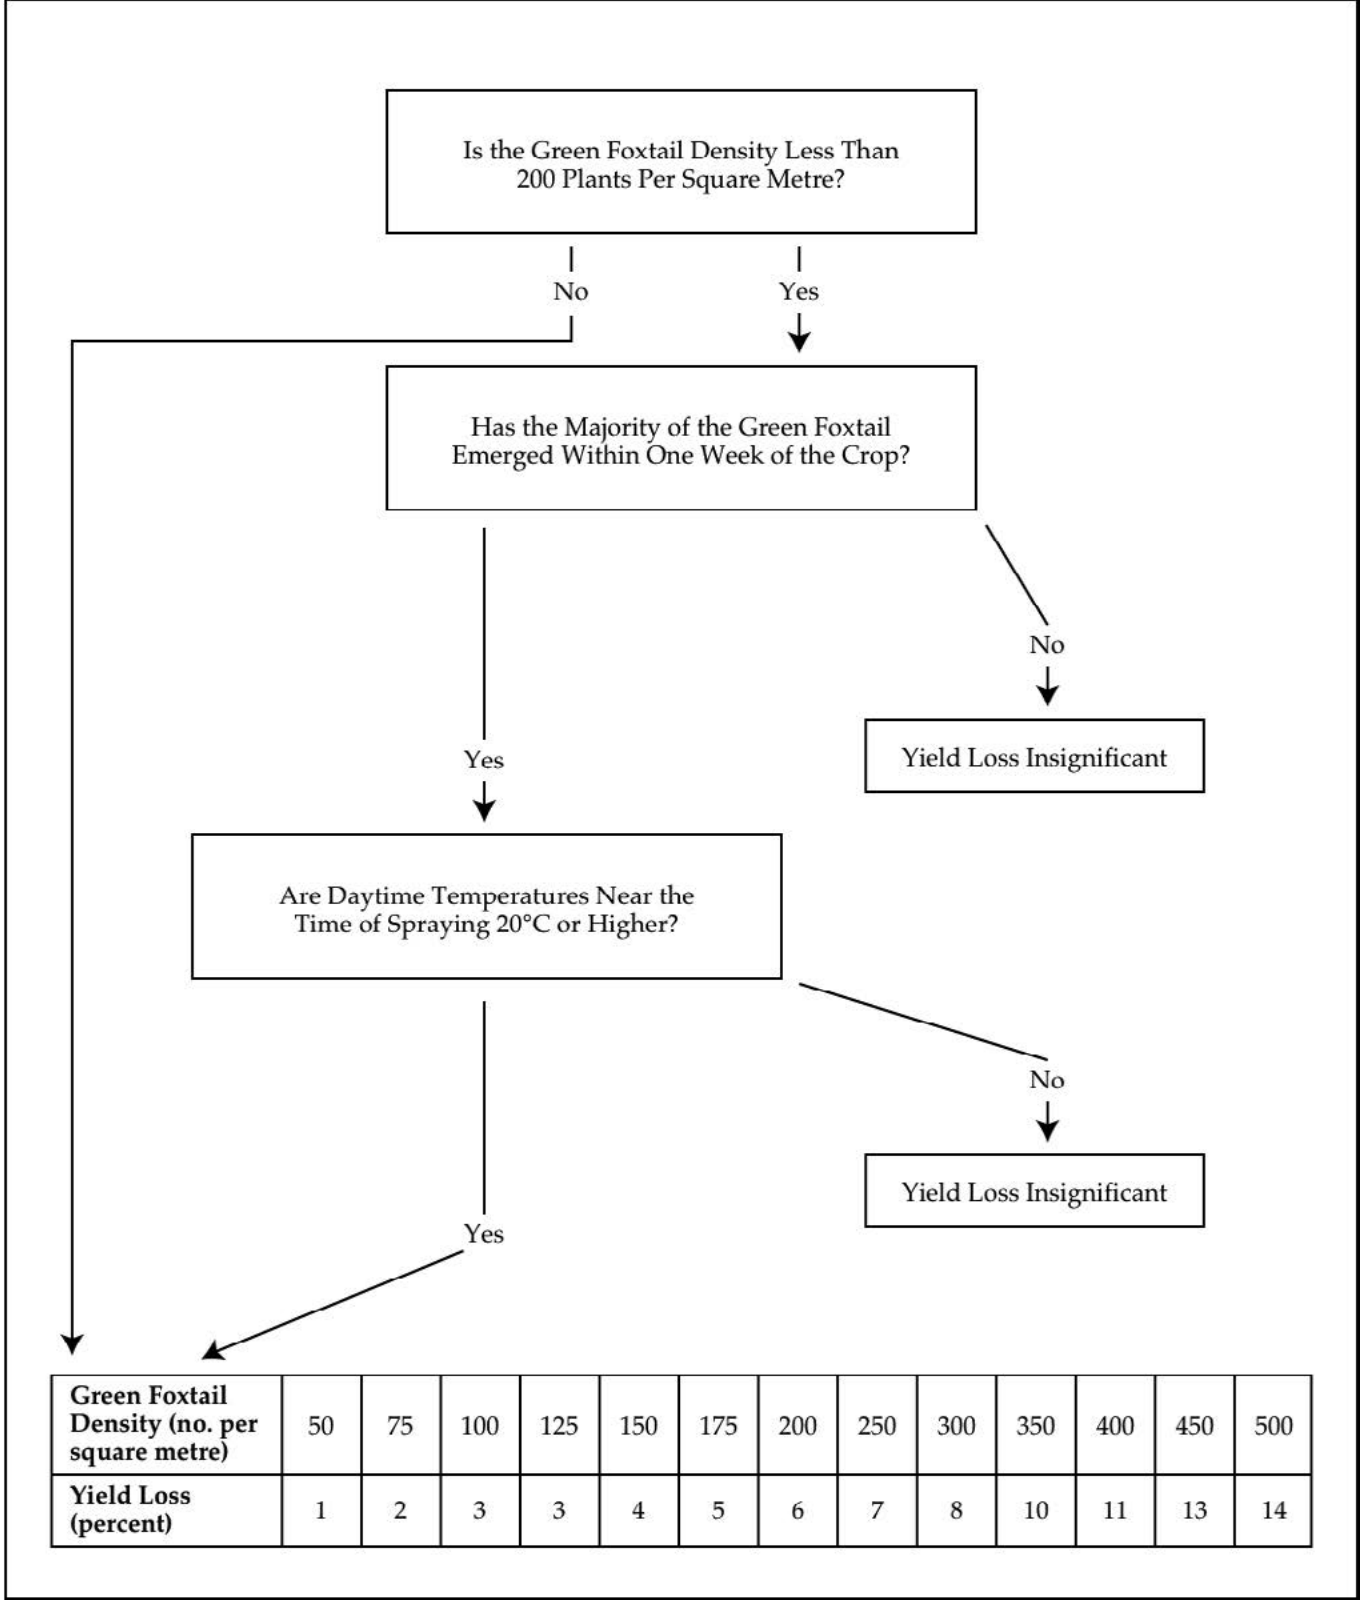 Is the Green Foxtail Density Less Than
200 Plants Per Square Metre?
No
Yes
Has the Majority of the Green Foxtail
Emerged Within One Week of the Crop?
No
Yes
Yield Loss Insignificant
Are Daytime Temperatures Near the
Time of Spraying 20°C or Higher?
No
Yes
Yield Loss Insignificant
Green Foxtail
Density (no. per
square metre)
50 75 100 125 150 175 200 250 300 350 400 450 500
Yield Loss
(percent)
1 2 3 3 4 5 6 7 8 10 11 13 14